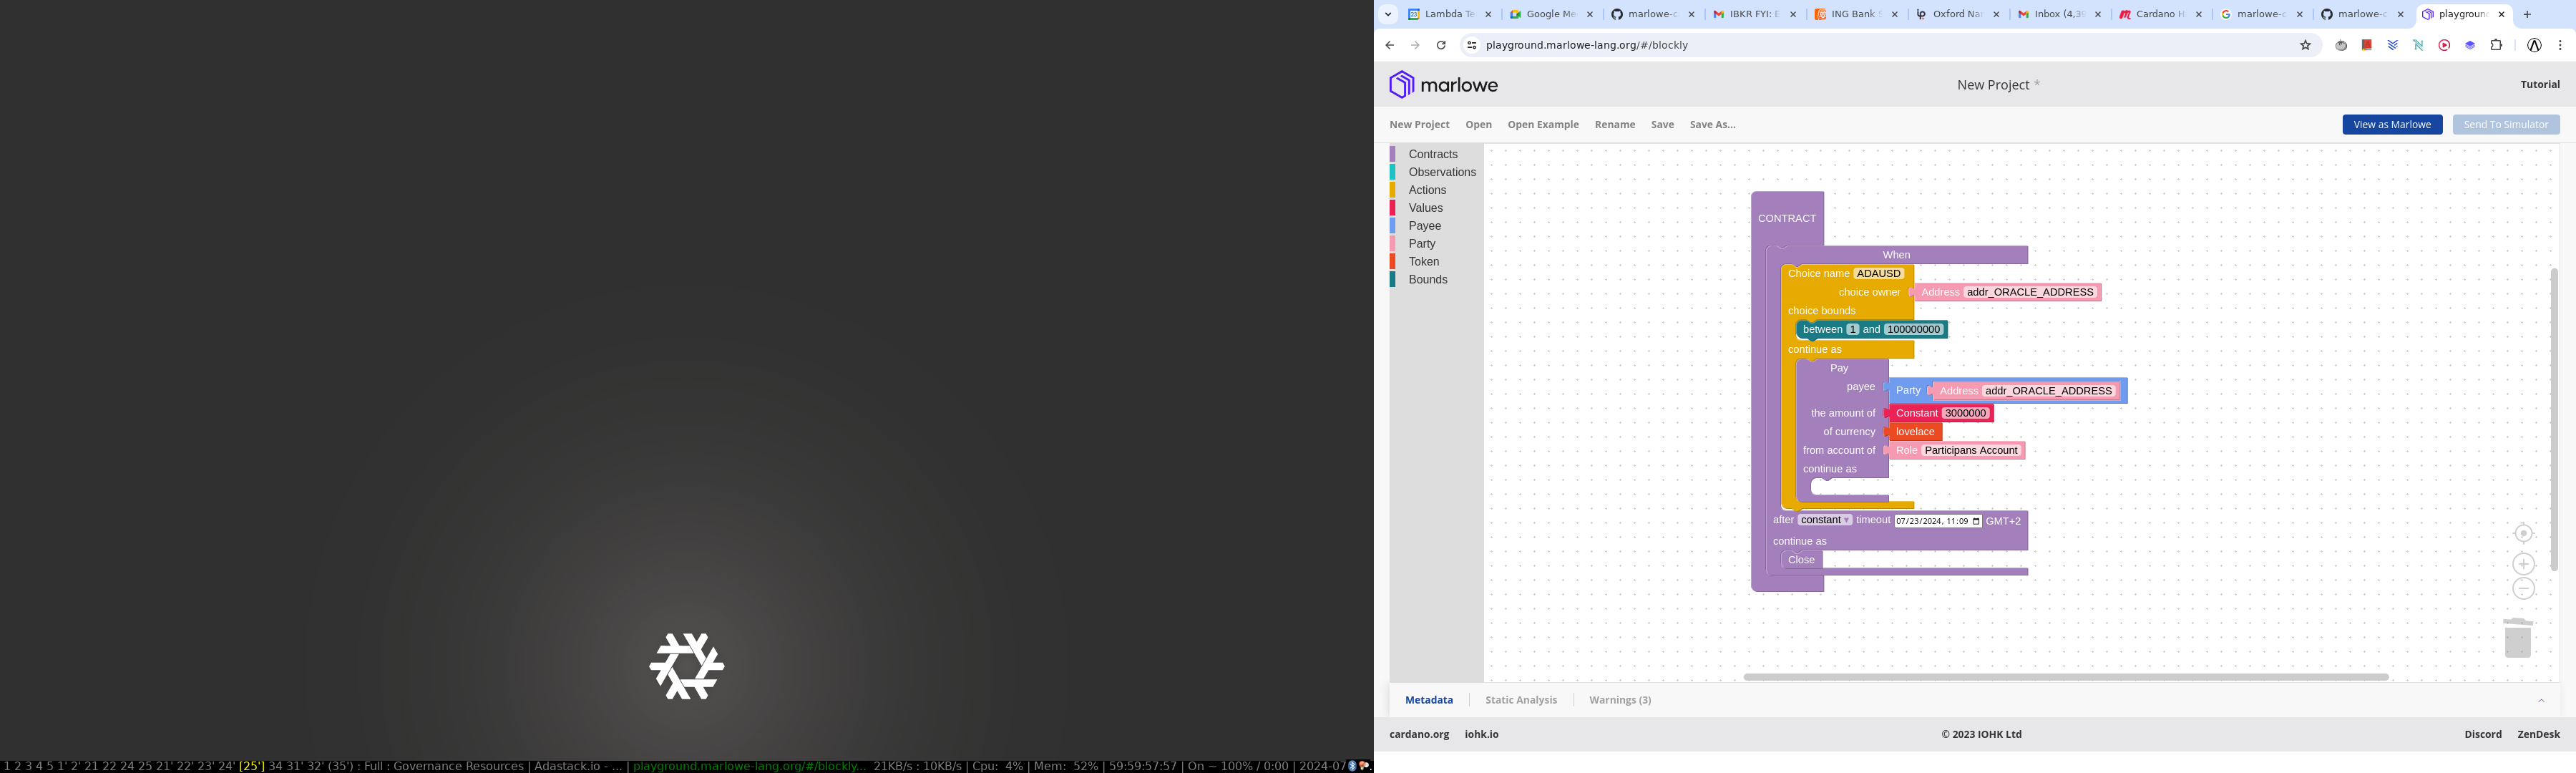 Lambda Te
Google Me
marlowe-c
IBKR FYI: E
ING Bank S
Oxford Nan
Inbox (4,39
Cardano H
marlowe-c
marlowe-c
playground
playground.marlowe-lang.org/#/blockly
marlowe
New Project *
Tutorial
New Project Open Open Example Rename Save Save As...
View as Marlowe Send To Simulator
Contracts
Observations
Actions
Values
Payee
Party
Token
Bounds
CONTRACT
When
Choice name ADAUSD
choice owner Address addr_ORACLE_ADDRESS
choice bounds
between 1 and 100000000
continue as
Pay
payee Party Address addr_ORACLE_ADDRESS
the amount of Constant 3000000
of currency lovelace
from account of Role Participans Account
continue as
after constant timeout 07/23/2024, 11:09 GMT+2
continue as
Close
Metadata Static Analysis Warnings (3)
cardano.org iohk.io © 2023 IOHK Ltd Discord ZenDesk
1 2 3 4 5 1' 2' 21 22 24 25 21' 22' 23' 24' [25'] 34 31' 32' (35') : Full : Governance Resources | Adastack.io - ... | playground.marlowe-lang.org/#/blockly... 21KB/s : 10KB/s | Cpu: 4% | Mem: 52% | 59:59:57:57 | On ~ 100% / 0:00 | 2024-07